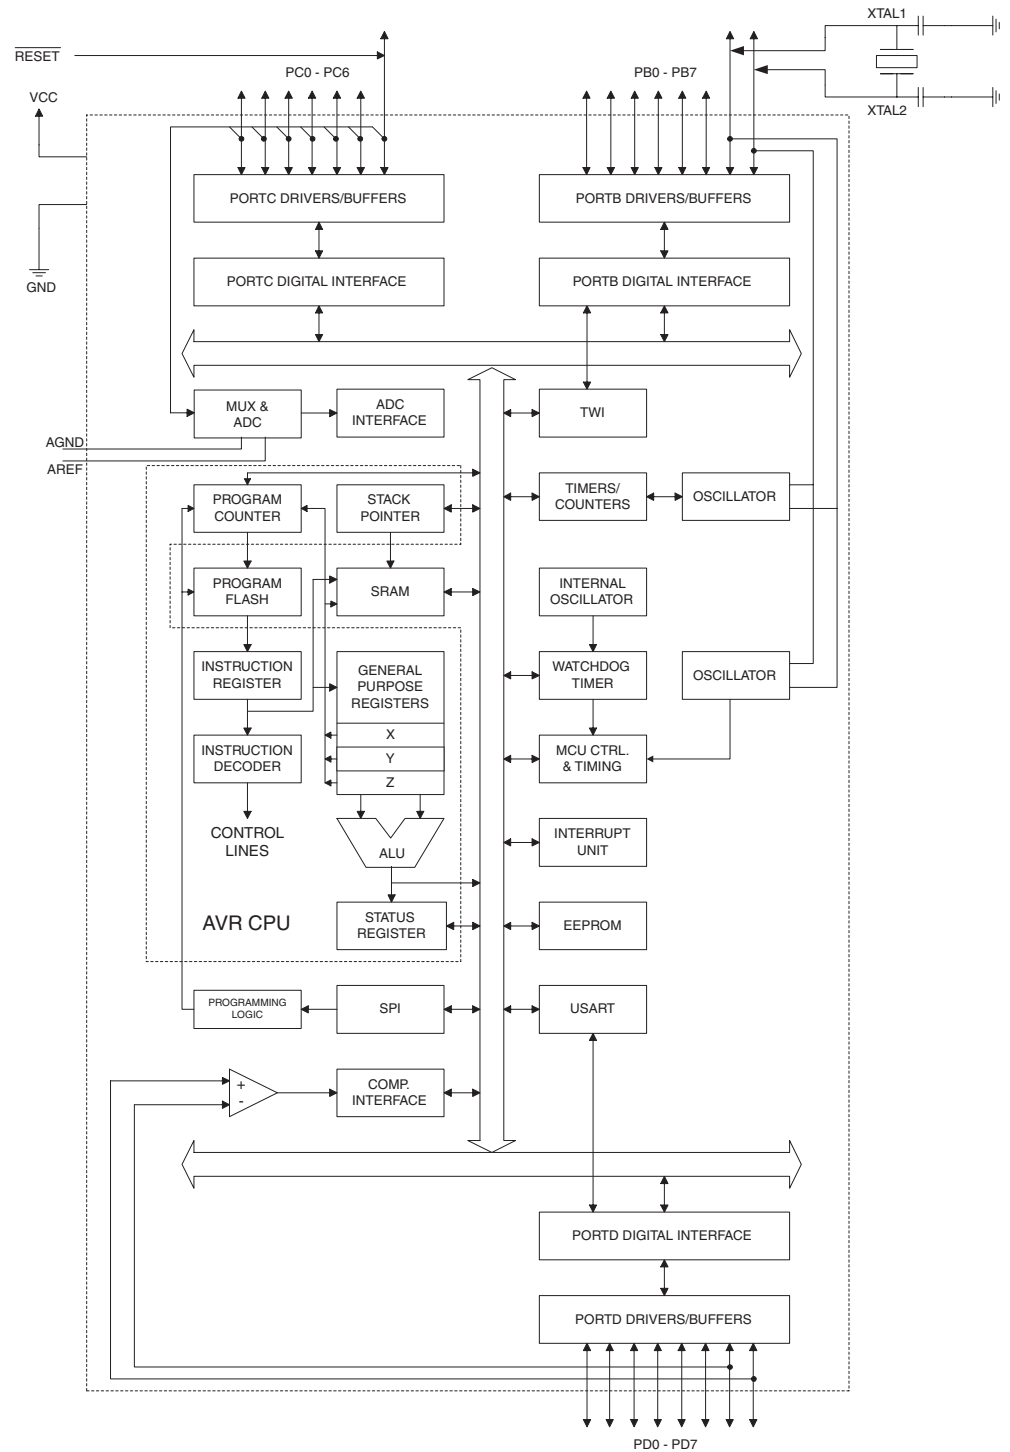 XTAL1
RESET
PC0 - PC6
PB0 - PB7
VCC
XTAL2
PORTC DRIVERS/BUFFERS
PORTB DRIVERS/BUFFERS
GND
PORTC DIGITAL INTERFACE
PORTB DIGITAL INTERFACE
MUX &
ADC
ADC
INTERFACE
TWI
AGND
AREF
PROGRAM
COUNTER
STACK
POINTER
TIMERS/
COUNTERS
OSCILLATOR
PROGRAM
FLASH
SRAM
INTERNAL
OSCILLATOR
INSTRUCTION
REGISTER
GENERAL
PURPOSE
REGISTERS
WATCHDOG
TIMER
OSCILLATOR
X
INSTRUCTION
DECODER
Y
MCU CTRL.
& TIMING
Z
CONTROL
LINES
ALU
INTERRUPT
UNIT
AVR CPU
STATUS
REGISTER
EEPROM
PROGRAMMING
LOGIC
SPI
USART
+
-
COMP.
INTERFACE
PORTD DIGITAL INTERFACE
PORTD DRIVERS/BUFFERS
PD0 - PD7